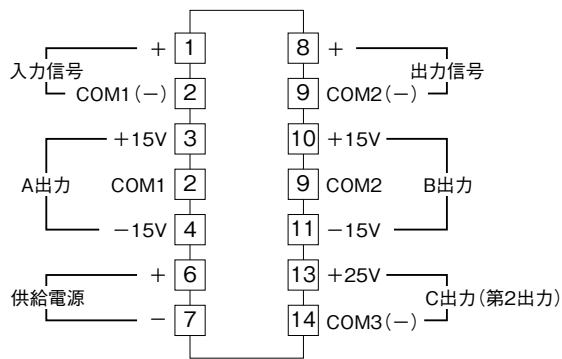 入力信号
+ 1
COM1(−) 2
+15V 3
A出力
COM1 2
−15V 4
供給電源
+ 6
− 7
8 +
出力信号
9 COM2(−)
10 +15V
9 COM2
B出力
11 −15V
13 +25V
C出力(第2出力)
14 COM3(−)